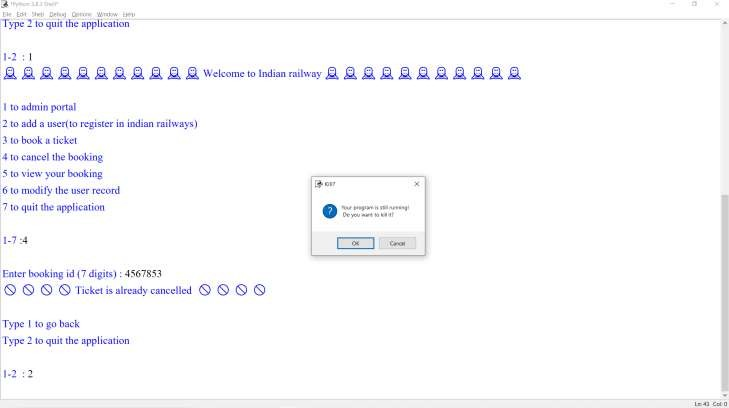 *Python 3.8.3 Shell*
File Edit Shell Debug Options Window Help
Type 2 to quit the application
1-2 : 1
Welcome to Indian railway
1 to admin portal
2 to add a user(to register in indian railways)
3 to book a ticket
4 to cancel the booking
5 to view your booking
6 to modify the user record
7 to quit the application
1-7 :4
Kill?
Your program is still running!
Do you want to kill it?
OK Cancel
Enter booking id (7 digits) : 4567853
Ticket is already cancelled
Type 1 to go back
Type 2 to quit the application
1-2 : 2
Ln: 43 Col: 0